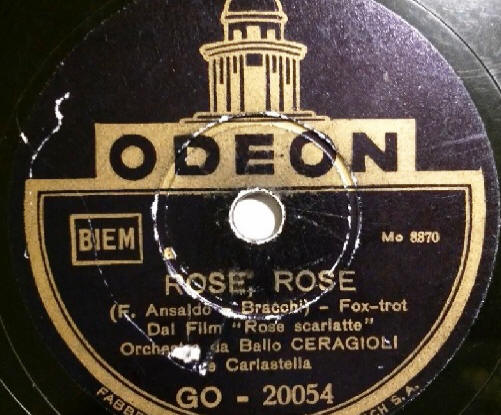 ODEON
BIEM
Mo 8870
ROSE, ROSE
(F. Ansaldo - Bracchi) - Fox-trot
Dal Film "Rose scarlatte"
Orchestra da Ballo CERAGIOLI
e Carlastella
GO - 20054